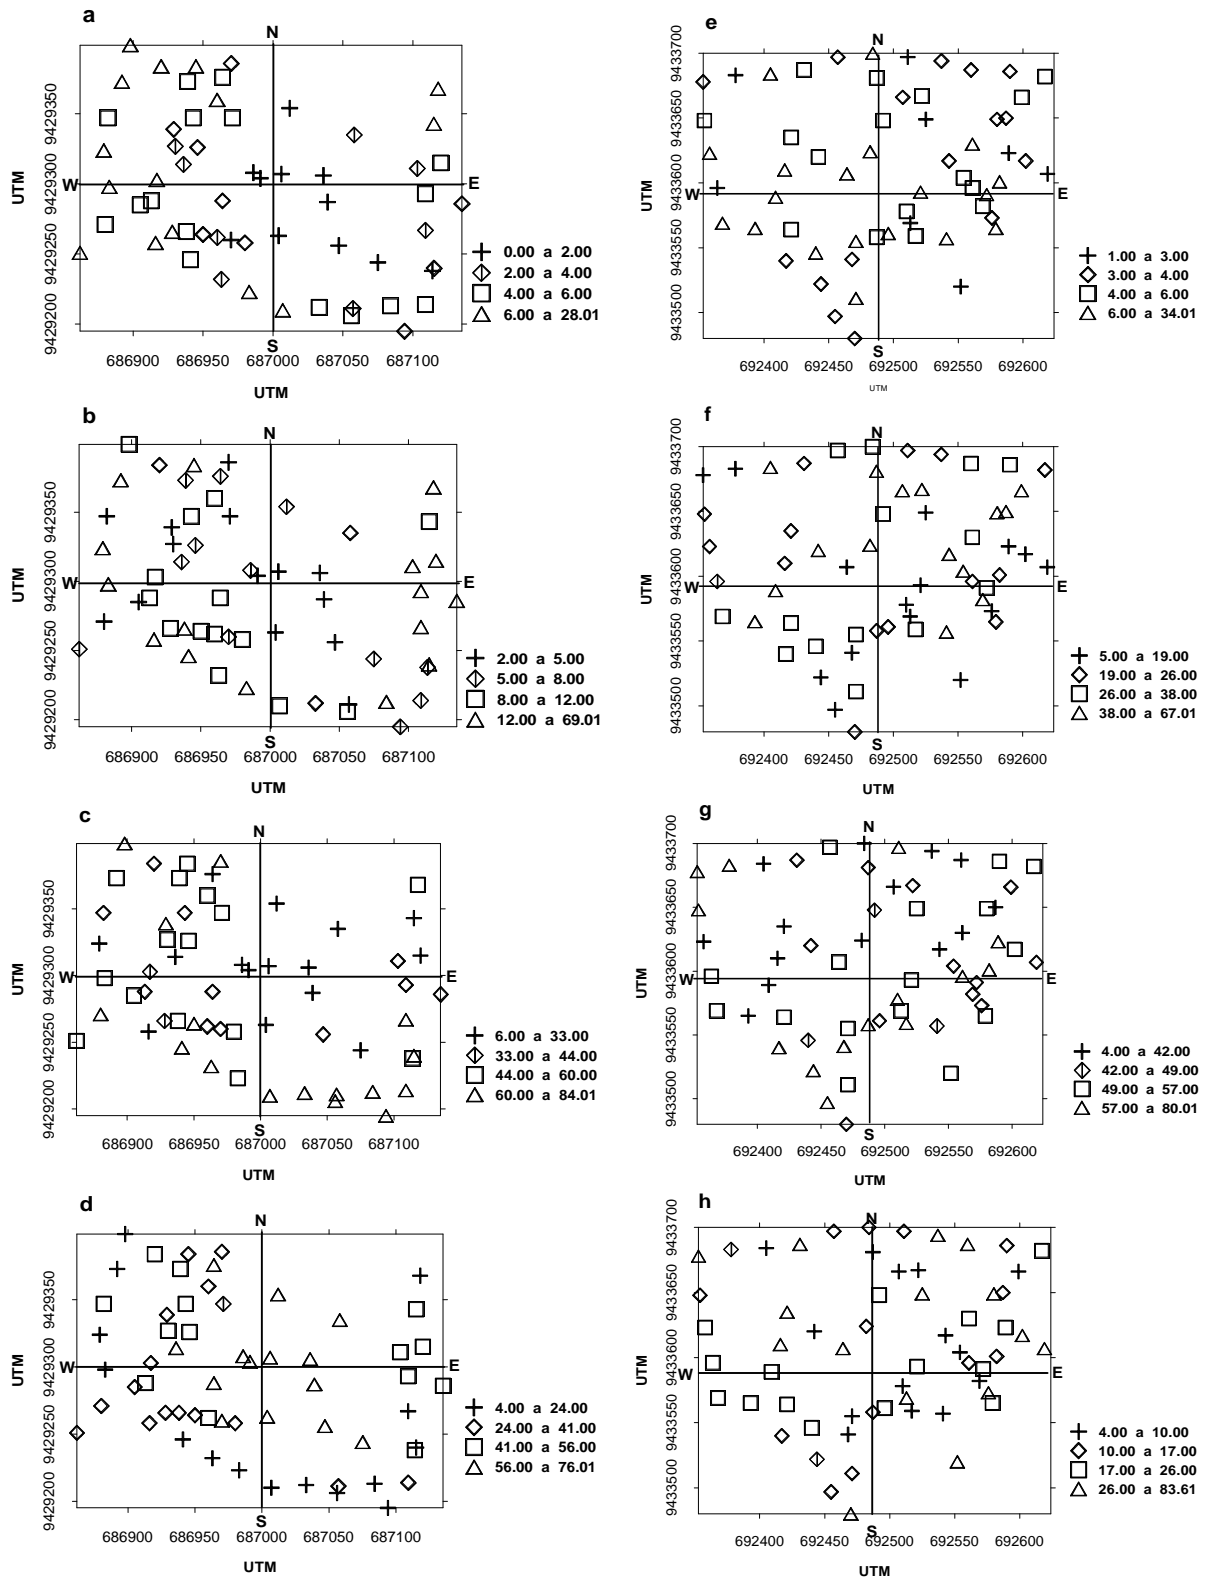 a
N
9429350
9429300
9429250
9429200
UTM
W
E
S
686900 686950 687000 687050 687100
UTM
0.00 a 2.00
2.00 a 4.00
4.00 a 6.00
6.00 a 28.01
e
N
9433700
9433650
9433600
9433550
9433500
UTM
W
E
S
692400 692450 692500 692550 692600
UTM
1.00 a 3.00
3.00 a 4.00
4.00 a 6.00
6.00 a 34.01
b
N
9429350
9429300
9429250
9429200
UTM
W
E
S
686900 686950 687000 687050 687100
UTM
2.00 a 5.00
5.00 a 8.00
8.00 a 12.00
12.00 a 69.01
f
N
9433700
9433650
9433600
9433550
9433500
UTM
W
E
S
692400 692450 692500 692550 692600
UTM
5.00 a 19.00
19.00 a 26.00
26.00 a 38.00
38.00 a 67.01
c
N
9429350
9429300
9429250
9429200
UTM
W
E
S
686900 686950 687000 687050 687100
UTM
6.00 a 33.00
33.00 a 44.00
44.00 a 60.00
60.00 a 84.01
g
N
9433700
9433650
9433600
9433550
9433500
UTM
W
E
S
692400 692450 692500 692550 692600
UTM
4.00 a 42.00
42.00 a 49.00
49.00 a 57.00
57.00 a 80.01
d
N
9429350
9429300
9429250
9429200
UTM
W
E
S
686900 686950 687000 687050 687100
UTM
4.00 a 24.00
24.00 a 41.00
41.00 a 56.00
56.00 a 76.01
h
N
9433700
9433650
9433600
9433550
9433500
UTM
W
E
S
692400 692450 692500 692550 692600
UTM
4.00 a 10.00
10.00 a 17.00
17.00 a 26.00
26.00 a 83.61